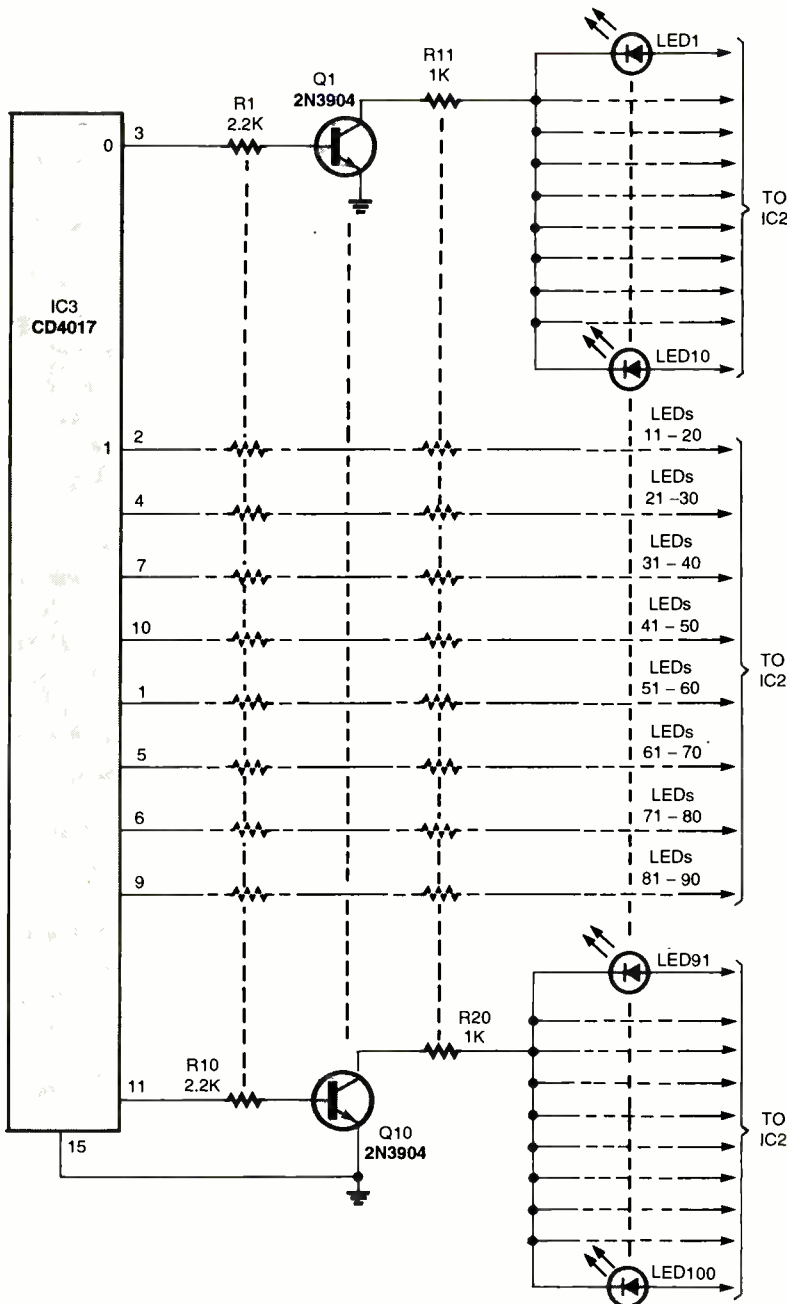 LED1
R11
1K
Q1
2N3904
R1
2.2K
3
0
TO
IC2
IC3
CD4017
LED10
LEDs
11 – 20
2
1
LEDs
21 –30
4
LEDs
31 – 40
7
LEDs
41 – 50
10
TO
IC2
LEDs
51 – 60
1
LEDs
61 – 70
5
LEDs
71 – 80
6
LEDs
81 – 90
9
LED91
R20
1K
R10
2.2K
11
Q10
2N3904
TO
IC2
15
LED100